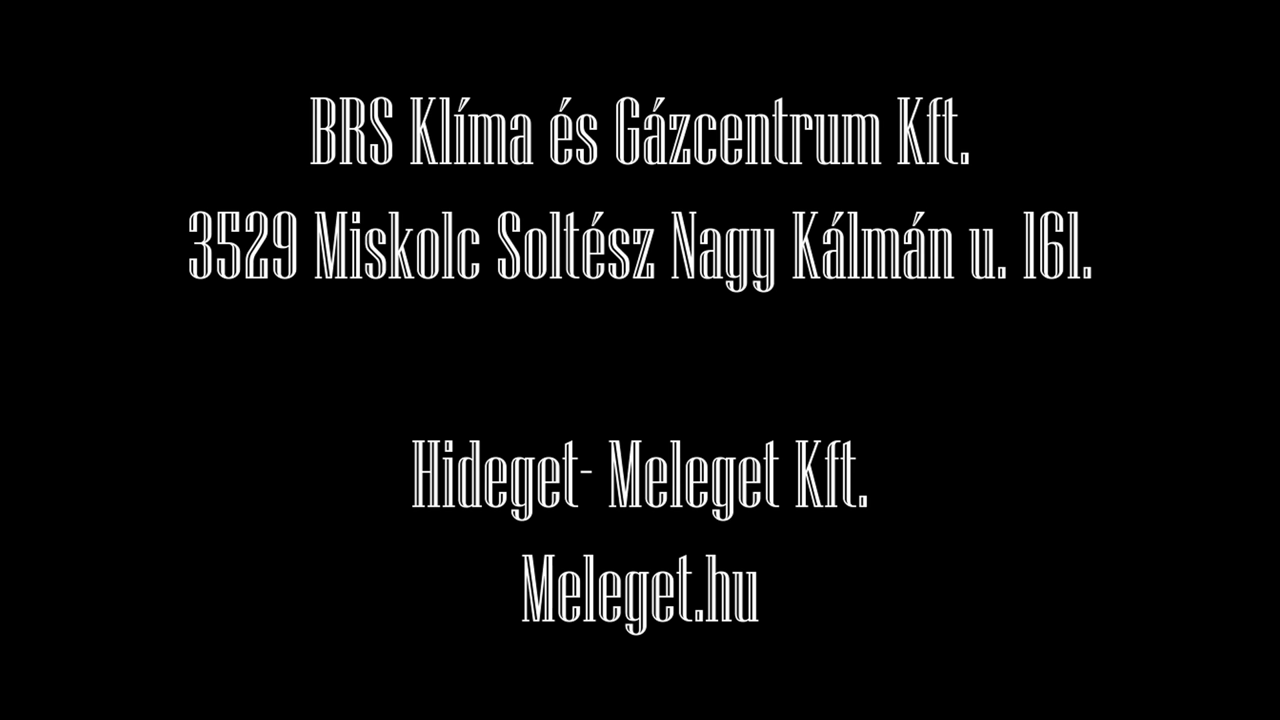 BRS Klíma és Gázcentrum Kft.
3529 Miskolc Soltész Nagy Kálmán u. 161.
Hideget- Meleget Kft.
Meleget.hu